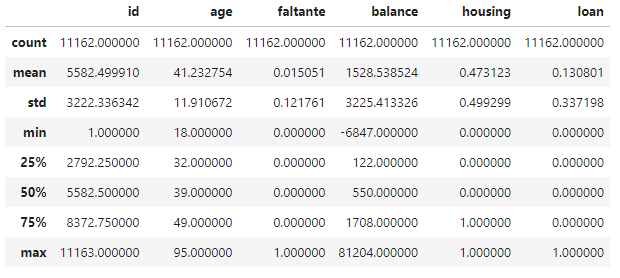 id age faltante balance housing loan
count 11162.000000 11162.000000 11162.000000 11162.000000 11162.000000 11162.000000
mean 5582.499910 41.232754 0.015051 1528.538524 0.473123 0.130801
std 3222.336342 11.910672 0.121761 3225.413326 0.499299 0.337198
min 1.000000 18.000000 0.000000 -6847.000000 0.000000 0.000000
25% 2792.250000 32.000000 0.000000 122.000000 0.000000 0.000000
50% 5582.500000 39.000000 0.000000 550.000000 0.000000 0.000000
75% 8372.750000 49.000000 0.000000 1708.000000 1.000000 0.000000
max 11163.000000 95.000000 1.000000 81204.000000 1.000000 1.000000